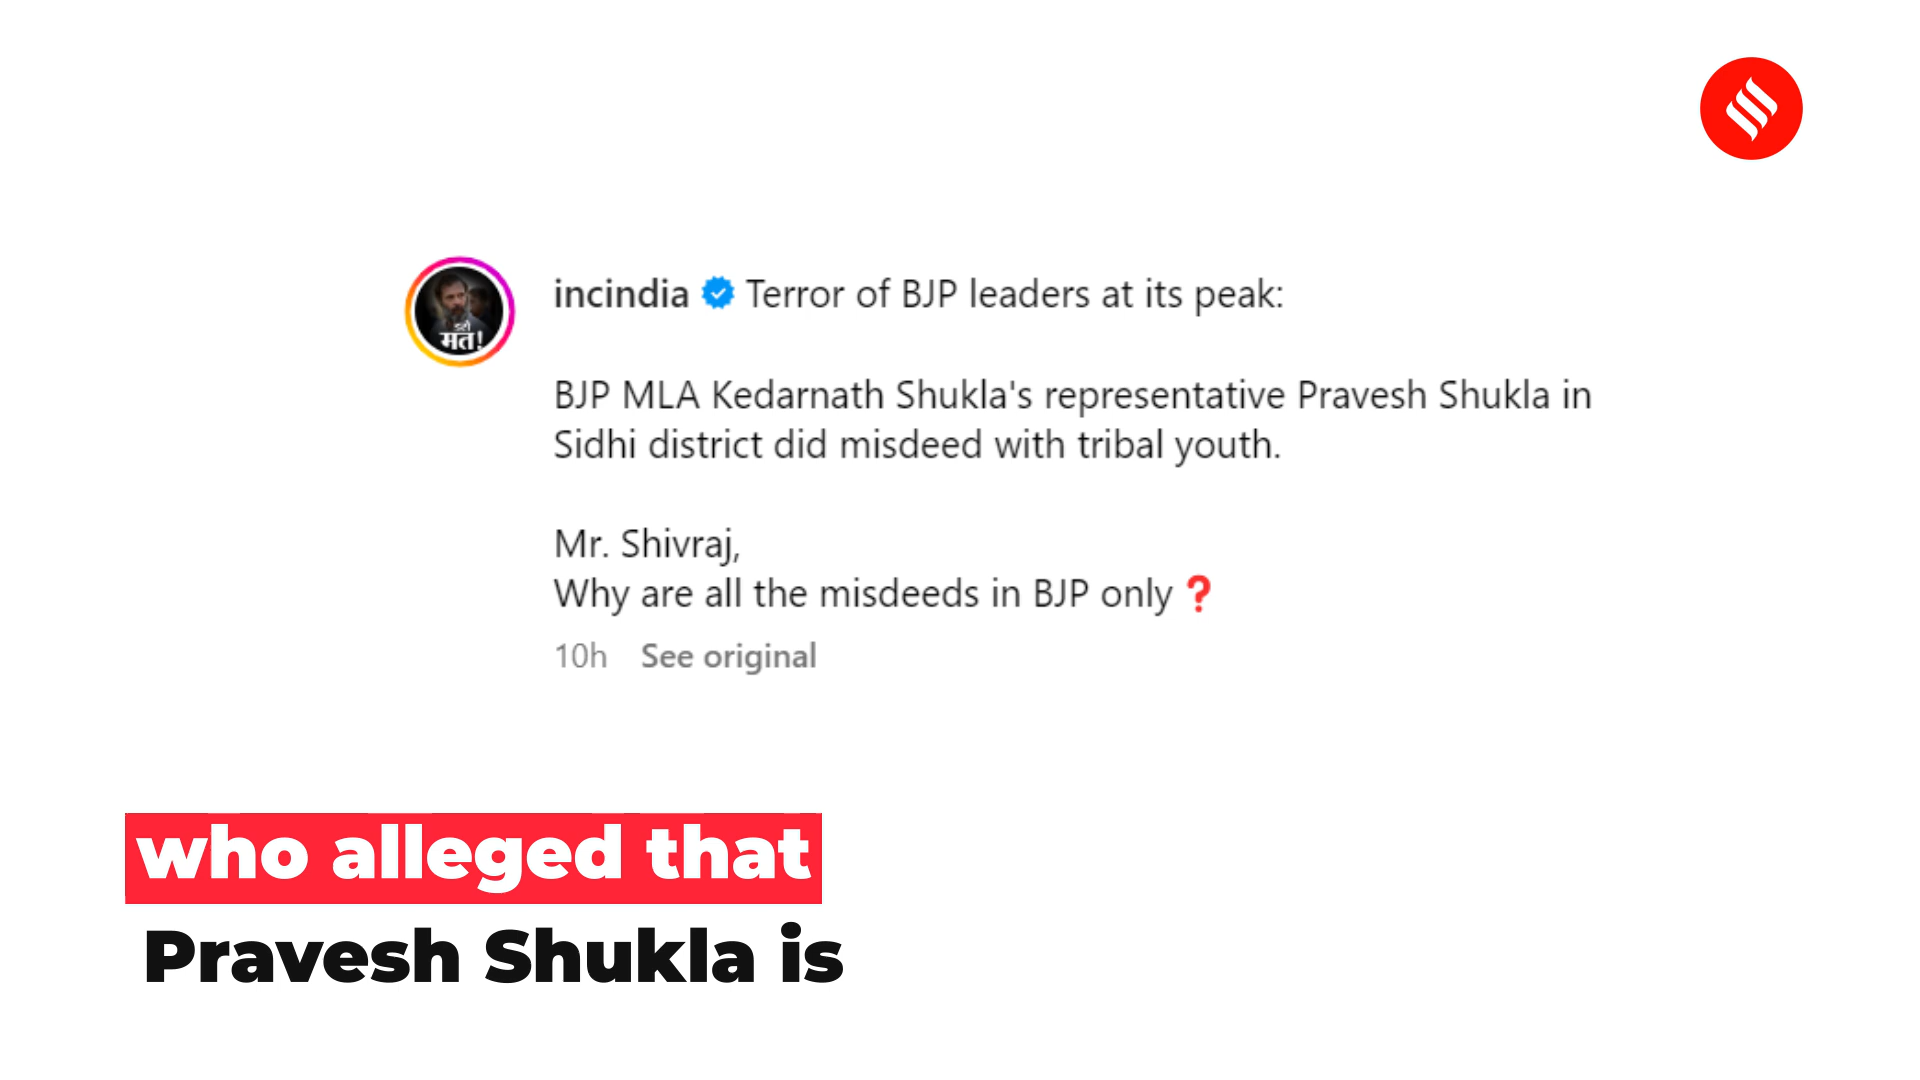 incindia Terror of BJP leaders at its peak:
BJP MLA Kedarnath Shukla's representative Pravesh Shukla in
Sidhi district did misdeed with tribal youth.
Mr. Shivraj,
Why are all the misdeeds in BJP only❓
10h See original
डरो
मत!
who alleged that
Pravesh Shukla is